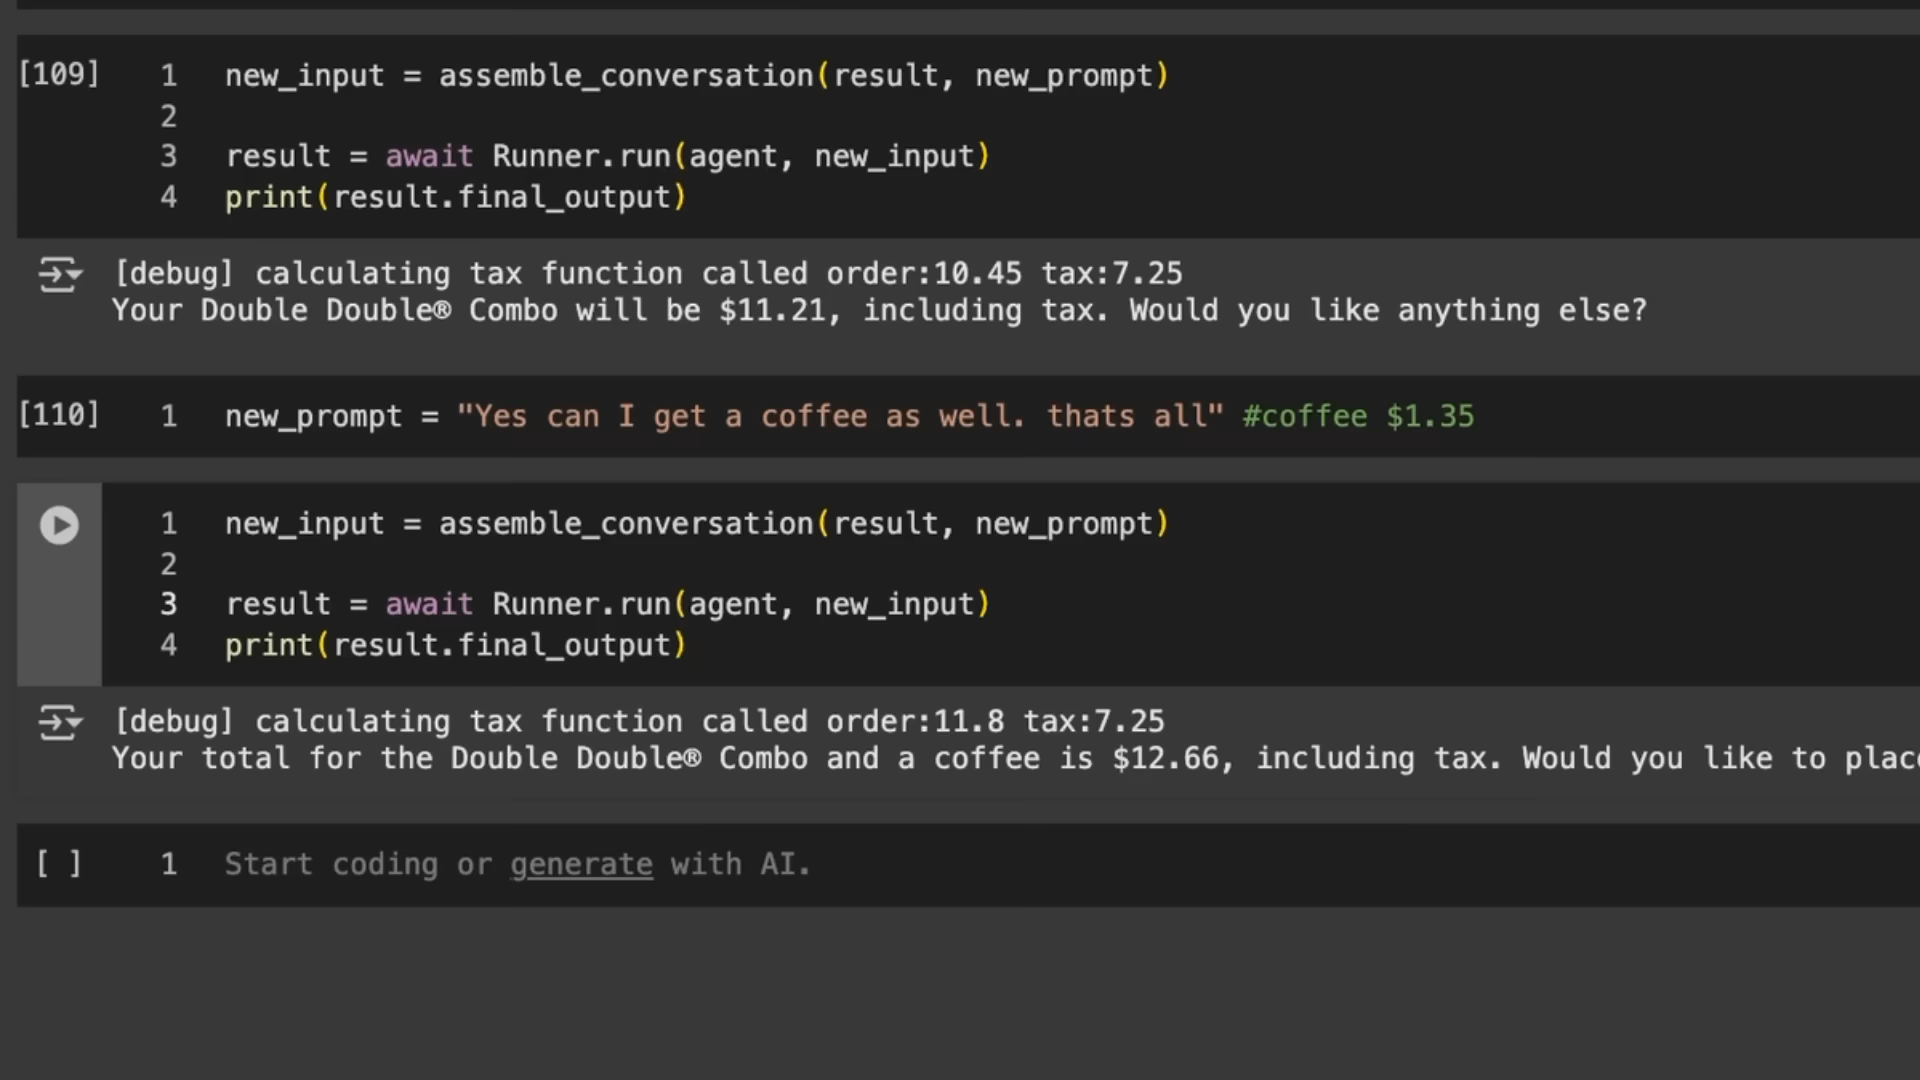 [109] 1 new_input = assemble_conversation(result, new_prompt)
2
3 result = await Runner.run(agent, new_input)
4 print(result.final_output)
[debug] calculating tax function called order:10.45 tax:7.25
Your Double Double® Combo will be $11.21, including tax. Would you like anything else?
[110] 1 new_prompt = "Yes can I get a coffee as well. thats all" #coffee $1.35
1 new_input = assemble_conversation(result, new_prompt)
2
3 result = await Runner.run(agent, new_input)
4 print(result.final_output)
[debug] calculating tax function called order:11.8 tax:7.25
Your total for the Double Double® Combo and a coffee is $12.66, including tax. Would you like to
[ ] 1 Start coding or generate with AI.